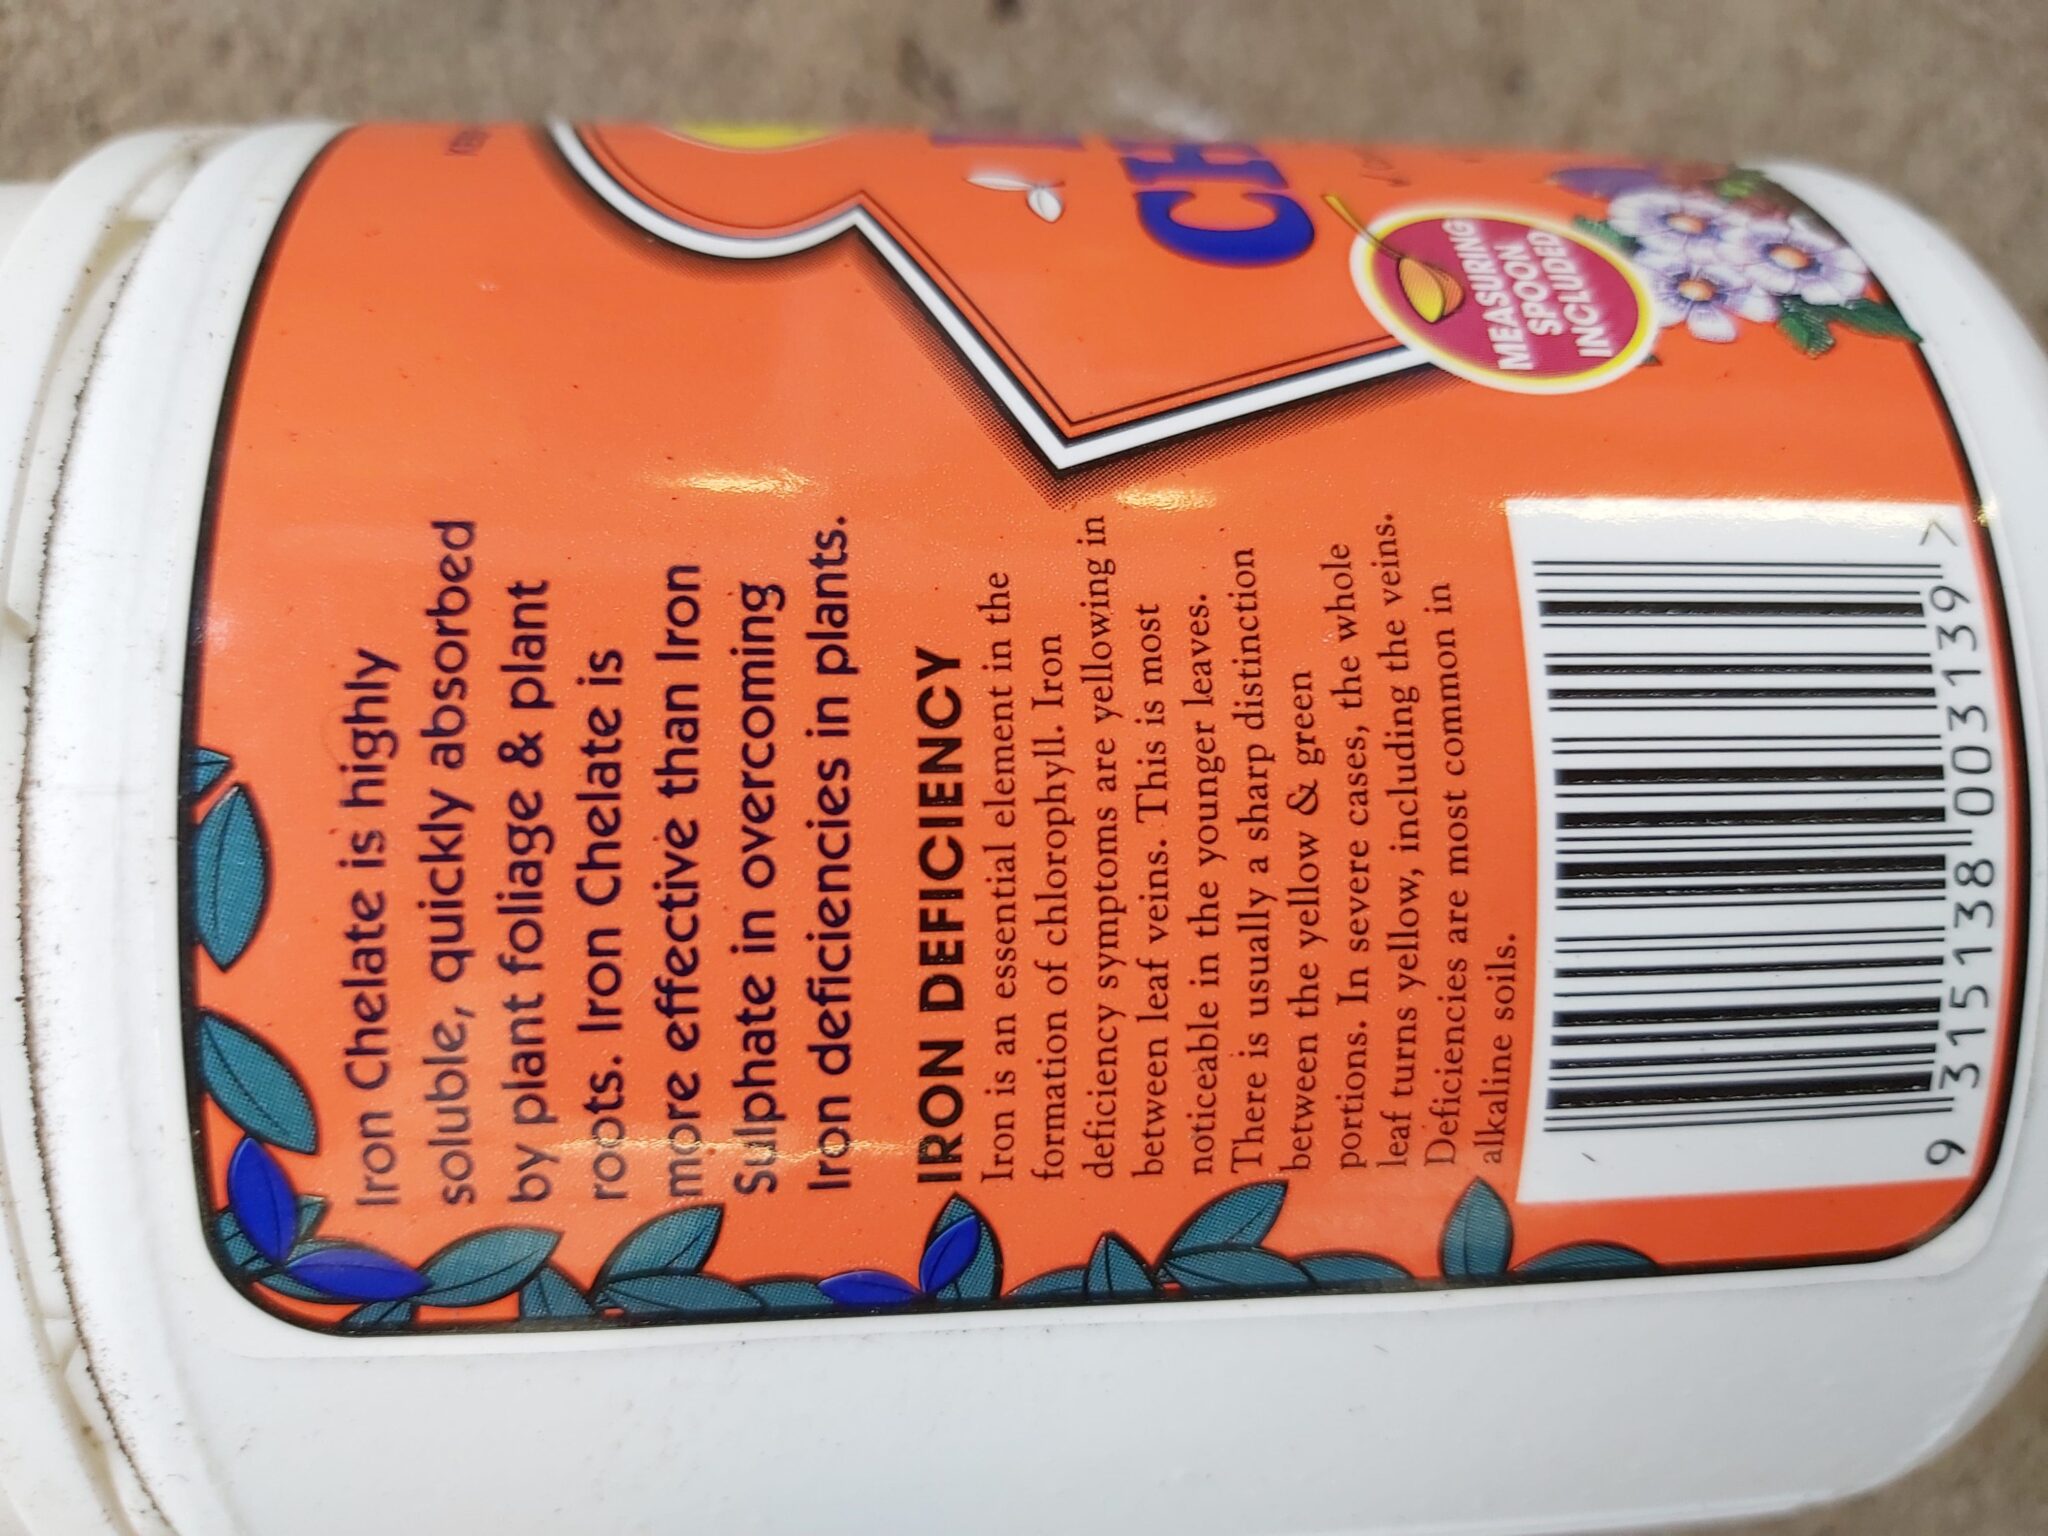 Iron Chelate is highly
soluble, quickly absorbed
by plant foliage & plant
roots. Iron Chelate is
more effective than Iron
Sulphate in overcoming
Iron deficiencies in plants.
IRON DEFICIENCY
Iron is an essential element in the
formation of chlorophyll. Iron
deficiency symptoms are yellowing in
between leaf veins. This is most
noticeable in the younger leaves.
There is usually a sharp distinction
between the yellow & green
portions. In severe cases, the whole
leaf turns yellow, including the veins.
Deficiencies are most common in
alkaline soils.
9 315138 003139 >
MEASURING
SPOON
INCLUDED